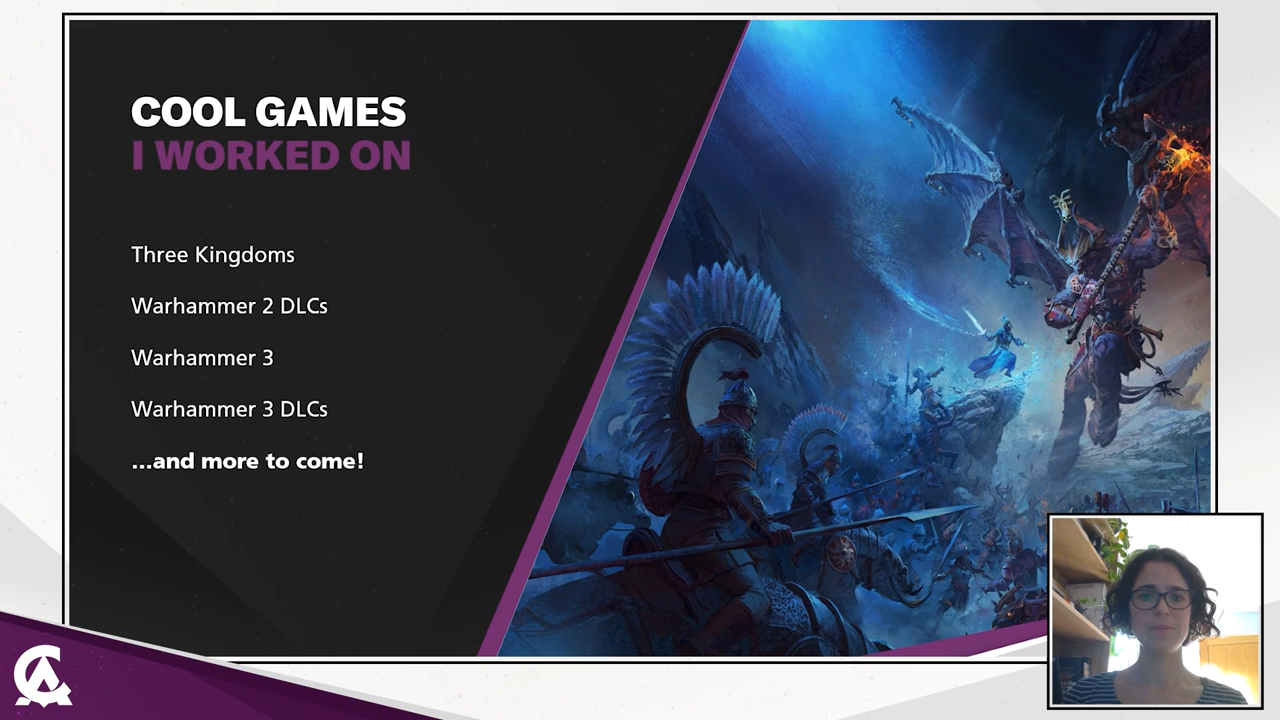 COOL GAMES
I WORKED ON
Three Kingdoms
Warhammer 2 DLCs
Warhammer 3
Warhammer 3 DLCs
...and more to come!